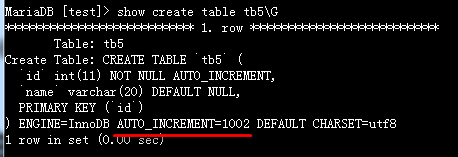 MariaDB [test]> show create table tb5\G
*************************** 1. row ***************************
Table: tb5
Create Table: CREATE TABLE `tb5` (
`id` int(11) NOT NULL AUTO_INCREMENT,
`name` varchar(20) DEFAULT NULL,
PRIMARY KEY (`id`)
) ENGINE=InnoDB AUTO_INCREMENT=1002 DEFAULT CHARSET=utf8
1 row in set (0.00 sec)